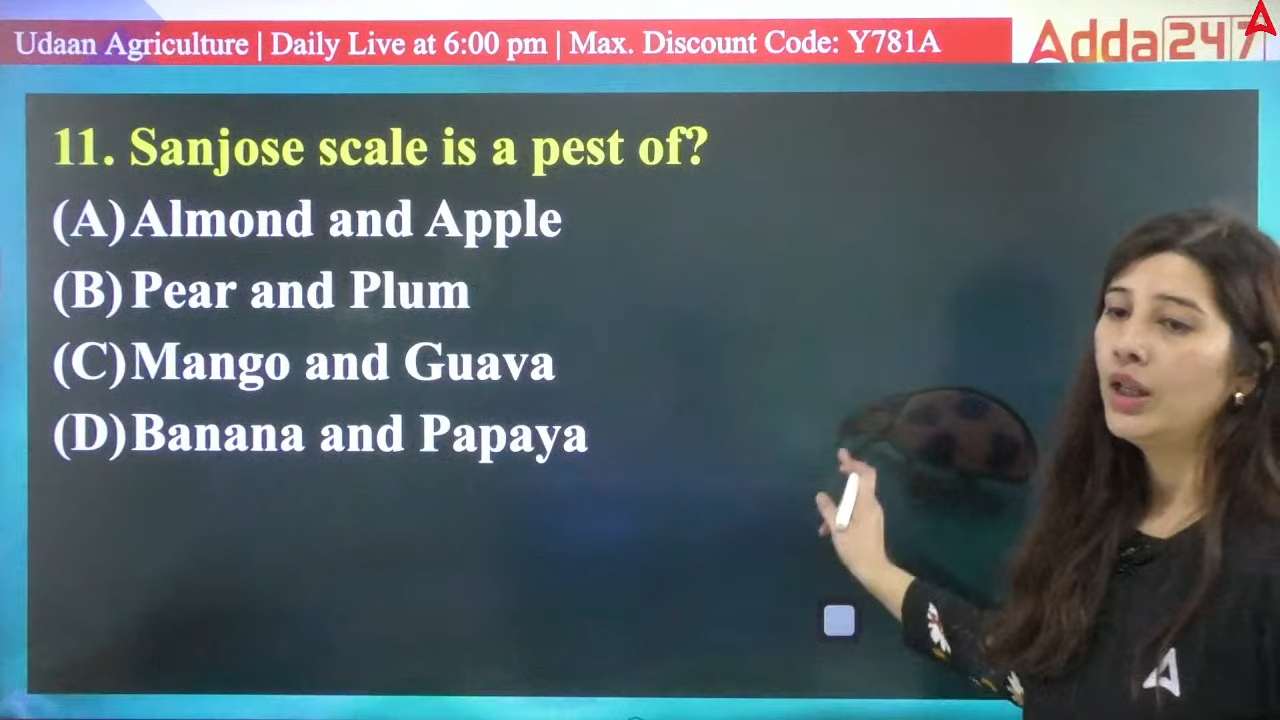 Udaan Agriculture | Daily Live at 6:00 pm | Max. Discount Code: Y781A
Adda247
11. Sanjose scale is a pest of?
(A)Almond and Apple
(B)Pear and Plum
(C)Mango and Guava
(D)Banana and Papaya